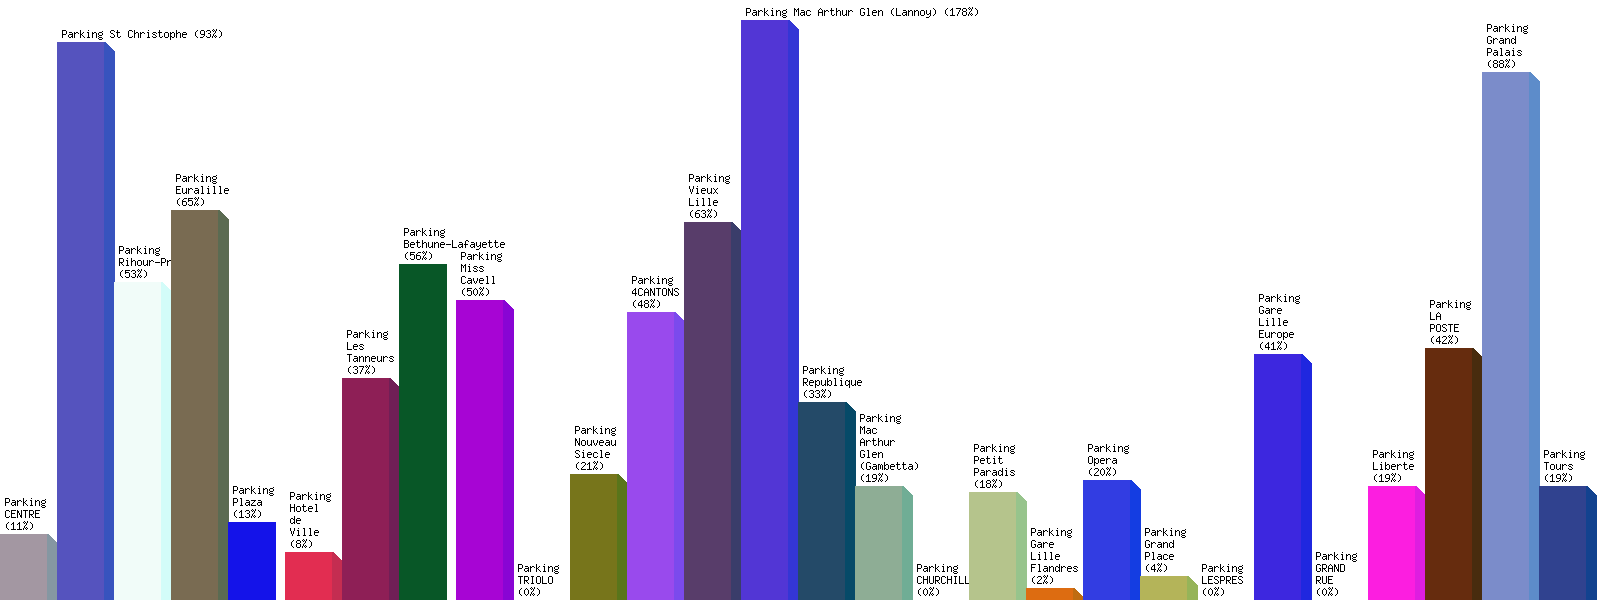 Parking CENTRE (11%)
Parking St Christophe (93%)
Parking
Rihour-Pr
(53%)
Parking
Euralille
(65%)
Parking
Plaza
(13%)
Parking
Hotel
de
Ville
(8%)
Parking
Les
Tanneurs
(37%)
Parking
Bethune-Lafayette
(56%)
Parking
Miss
Cavell
(50%)
Parking
TRIOLO
(0%)
Parking
Nouveau
Siecle
(21%)
Parking
4CANTONS
(48%)
Parking
Vieux
Lille
(63%)
Parking Mac Arthur Glen (Lannoy) (178%)
Parking
Republique
(33%)
Parking
Mac
Arthur
Glen
(Gambetta)
(19%)
Parking
CHURCHILL
(0%)
Parking
Petit
Paradis
(18%)
Parking
Gare
Lille
Flandres
(2%)
Parking
Opera
(20%)
Parking
Grand
Place
(4%)
Parking
LESPRES
(0%)
Parking
Gare
Lille
Europe
(41%)
Parking
GRAND
RUE
(0%)
Parking
Liberte
(19%)
Parking
LA
POSTE
(42%)
Parking
Grand
Palais
(88%)
Parking
Tours
(19%)